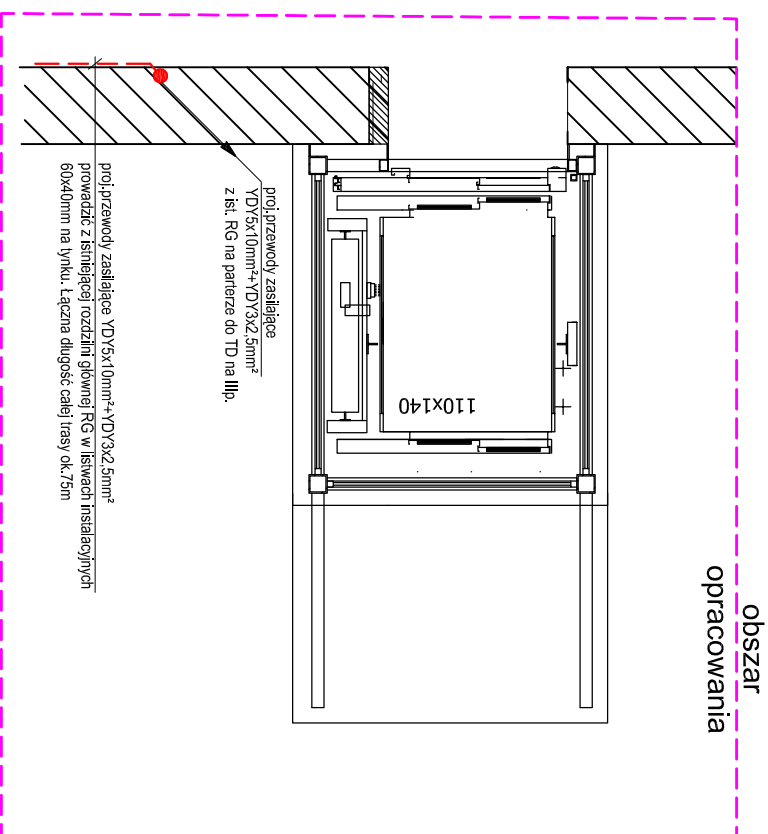 obszar
opracowania
proj.przewody zasilające
YDY5x10mm²+YDY3x2,5mm²
z ist. RG na parterze do TD na IIIp.
proj.przewody zasilające YDY5x10mm²+YDY3x2,5mm²
prowadzić z istniejącej rozdzilni głównej RG w listwach instalacyjnych
60x40mm na tynku. Łączna długość całej trasy ok.75m
110x140